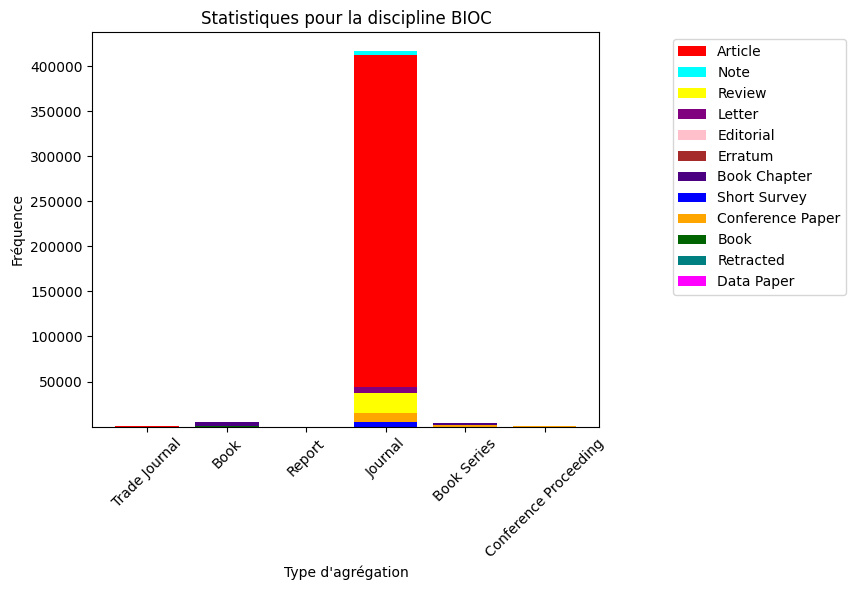 Statistiques pour la discipline BIOC
Fréquence
400000
350000
300000
250000
200000
150000
100000
50000
Trade Journal
Book
Report
Journal
Book Series
Conference Proceeding
Type d'agrégation
Article
Note
Review
Letter
Editorial
Erratum
Book Chapter
Short Survey
Conference Paper
Book
Retracted
Data Paper